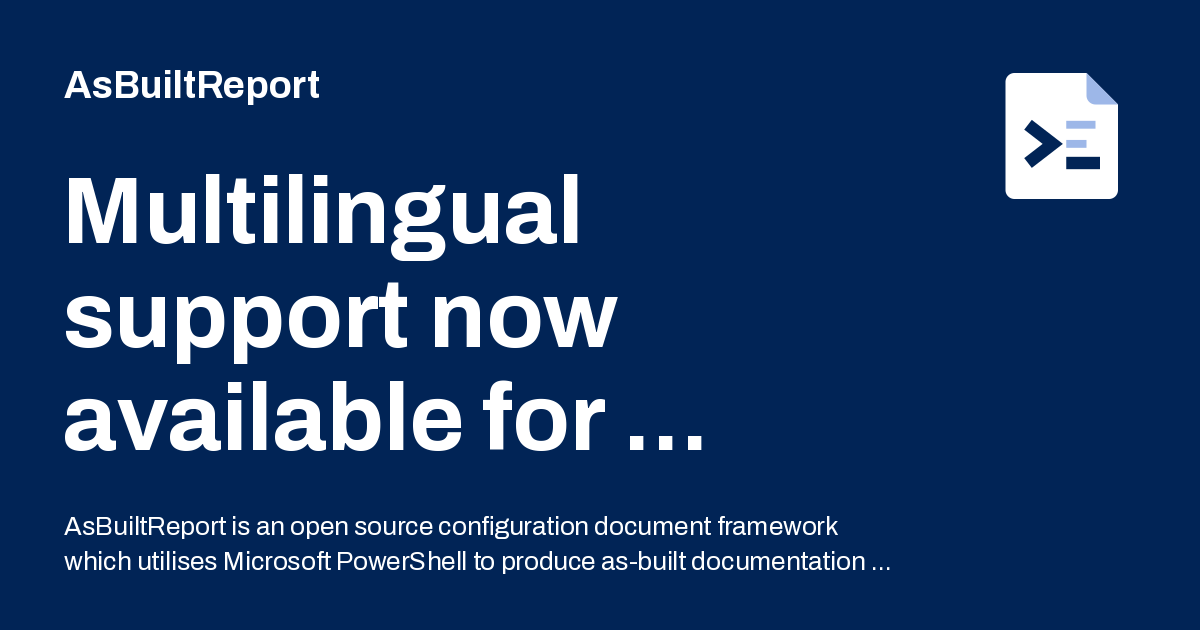 AsBuiltReport
Multilingual
support now
available for ...
AsBuiltReport is an open source configuration document framework
which utilises Microsoft PowerShell to produce as-built documentation ...